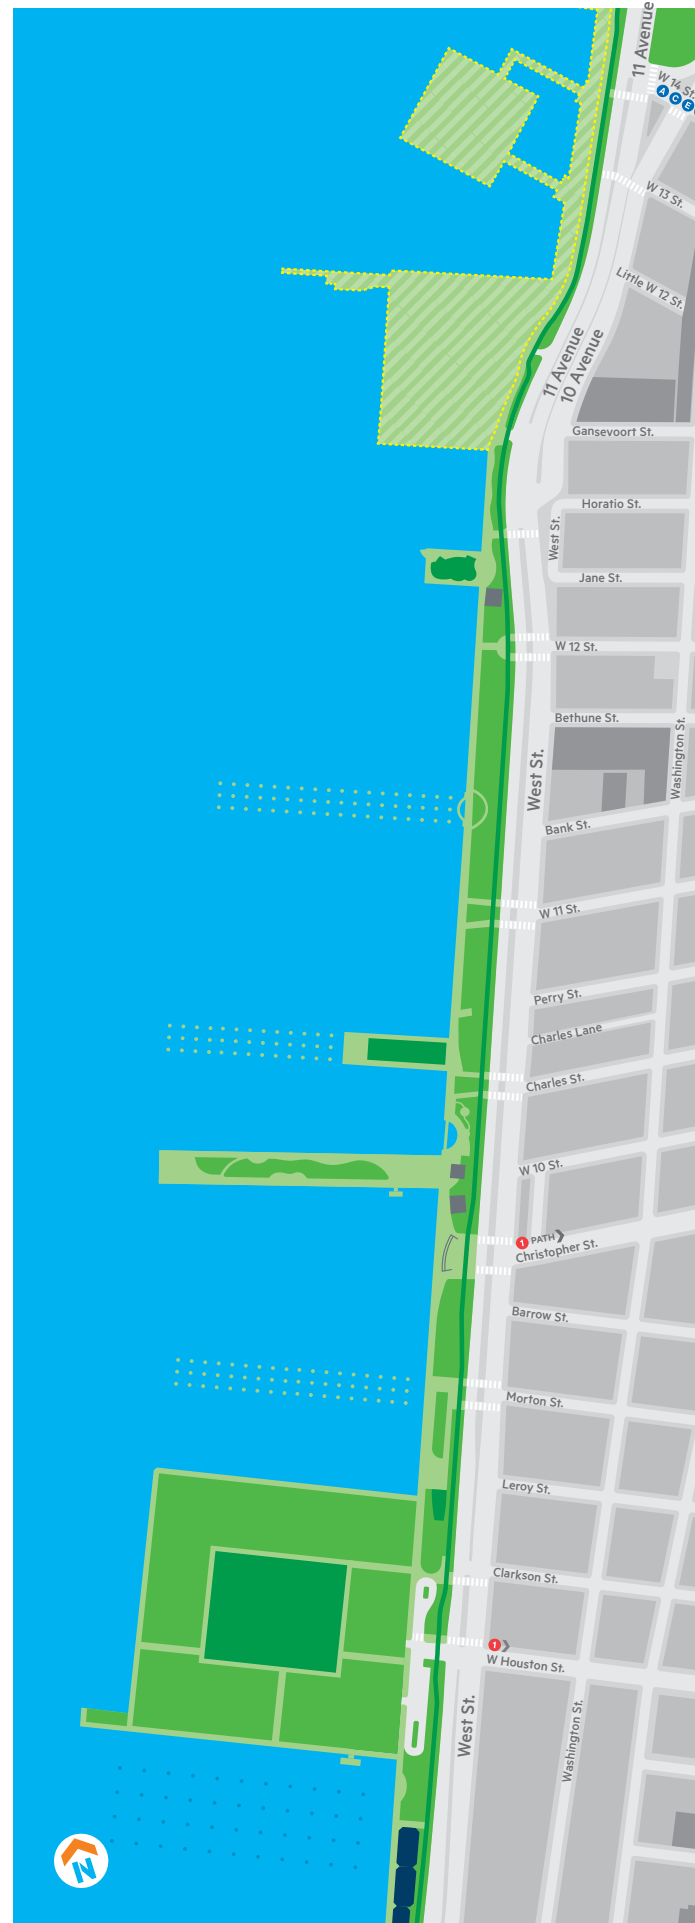 11 Avenue
W 14 St.
A C E
W 13 St.
Little W 12 St.
11 Avenue
10 Avenue
Gansevoort St.
Horatio St.
West St.
Jane St.
W 12 St.
Bethune St.
Washington St.
West St.
Bank St.
W 11 St.
Perry St.
Charles Lane
Charles St.
W 10 St.
1 PATH
Christopher St.
Barrow St.
Morton St.
Leroy St.
Clarkson St.
1
W Houston St.
West St.
Washington St.
N